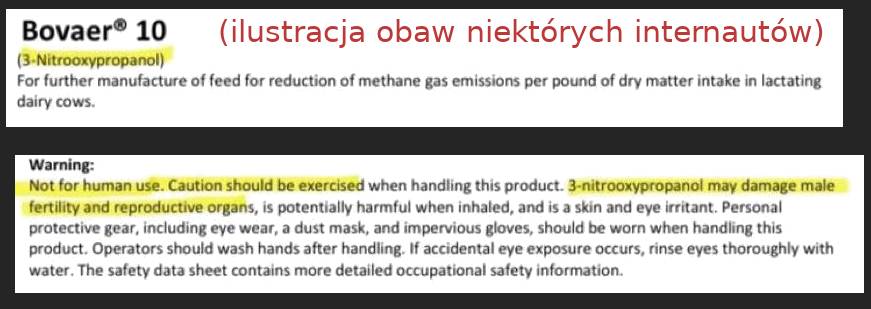 Bovaer® 10 (ilustracja obaw niektórych internautów)
(3-Nitrooxypropanol)
For further manufacture of feed for reduction of methane gas emissions per pound of dry matter intake in lactating
dairy cows.
Warning:
Not for human use. Caution should be exercised when handling this product. 3-nitrooxypropanol may damage male
fertility and reproductive organs, is potentially harmful when inhaled, and is a skin and eye irritant. Personal
protective gear, including eye wear, a dust mask, and impervious gloves, should be worn when handling this
product. Operators should wash hands after handling. If accidental eye exposure occurs, rinse eyes thoroughly with
water. The safety data sheet contains more detailed occupational safety information.